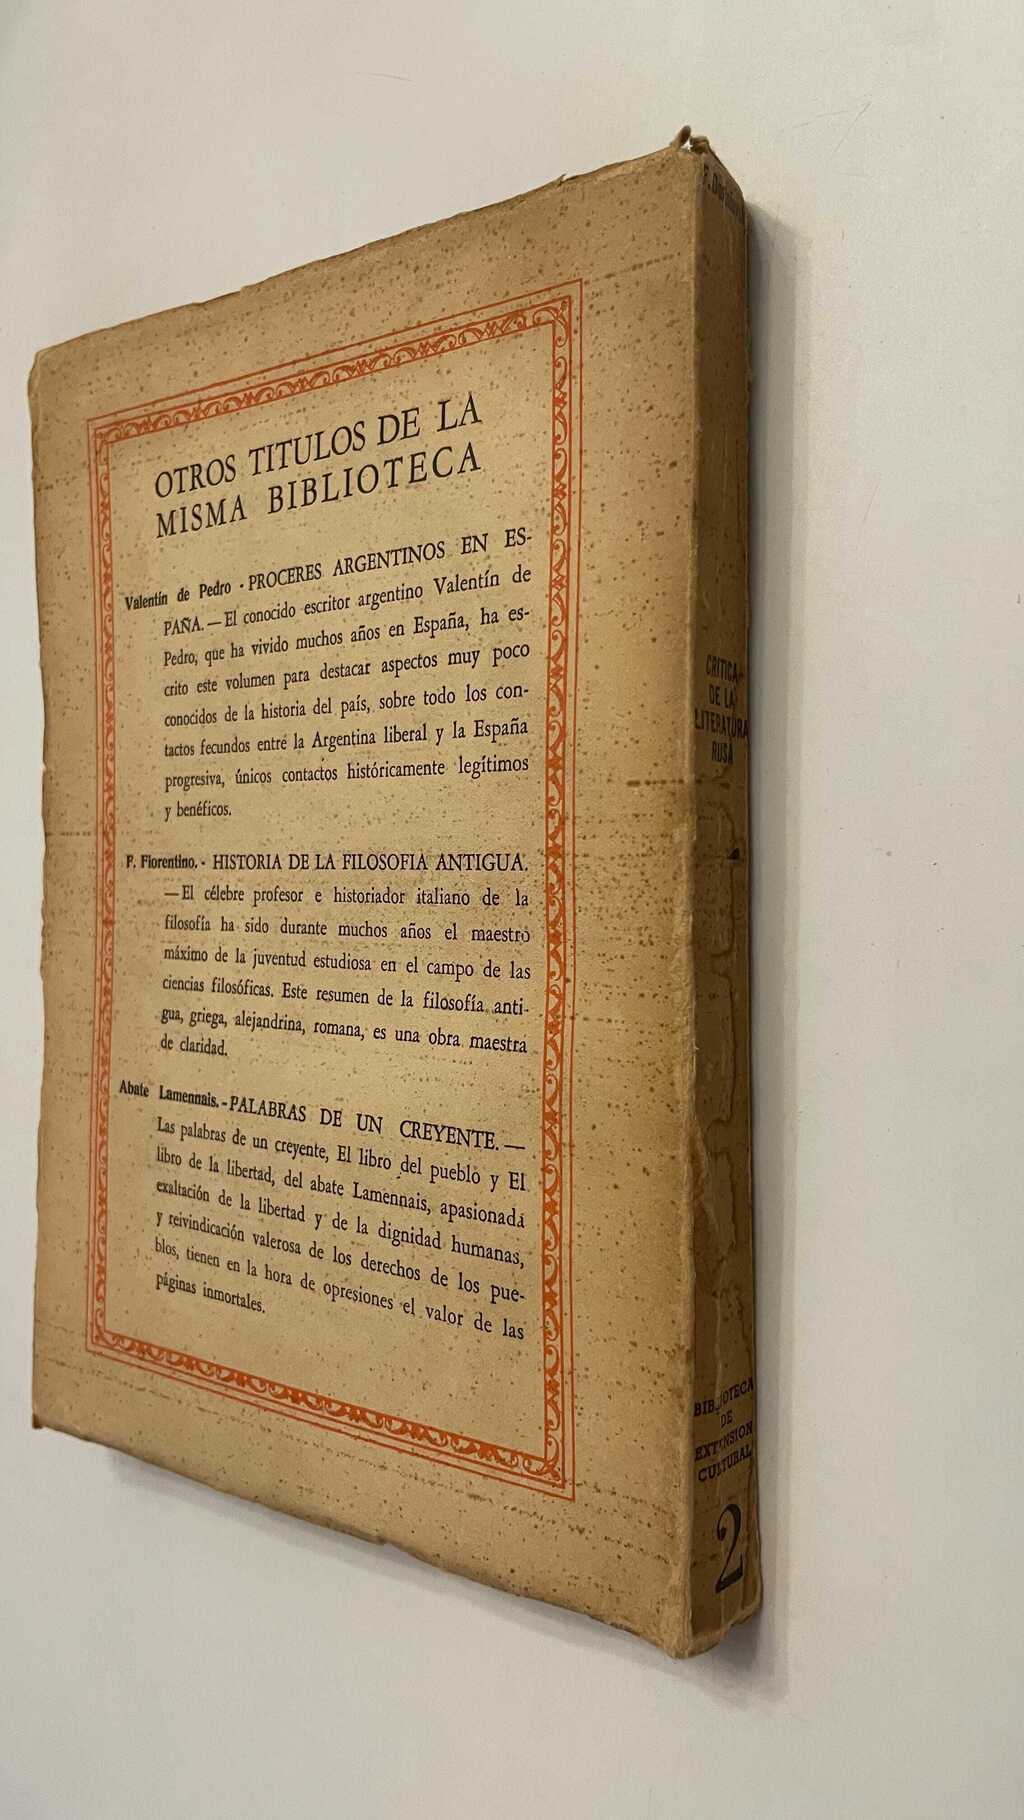 OTROS TITULOS DE LA
MISMA BIBLIOTECA
Valentín de Pedro - PROCERES ARGENTINOS EN ES-
PAÑA. — El conocido escritor argentino Valentín de
Pedro, que ha vivido muchos años en España, ha es-
crito este volumen para destacar aspectos muy poco
conocidos de la historia del país, sobre todo los con-
tactos fecundos entre la Argentina liberal y la España
progresiva, únicos contactos históricamente legítimos
y benéficos.
F. Fiorentino. - HISTORIA DE LA FILOSOFIA ANTIGUA.
— El célebre profesor e historiador italiano de la
filosofía ha sido durante muchos años el maestro
máximo de la juventud estudiosa en el campo de las
ciencias filosóficas. Este resumen de la filosofía anti-
gua, griega, alejandrina, romana, es una obra maestra
de claridad.
Abate Lamennais. - PALABRAS DE UN CREYENTE. —
Las palabras de un creyente, El libro del pueblo y El
libro de la libertad, del abate Lamennais, apasionada
exaltación de la libertad y de la dignidad humanas,
y reivindicación valerosa de los derechos de los pue-
blos, tienen en la hora de opresiones el valor de las
páginas inmortales.
CRITICA
DE LA
LITERATURA
RUSA
BIBLIOTECA
DE
EXTENSION
CULTURAL
2